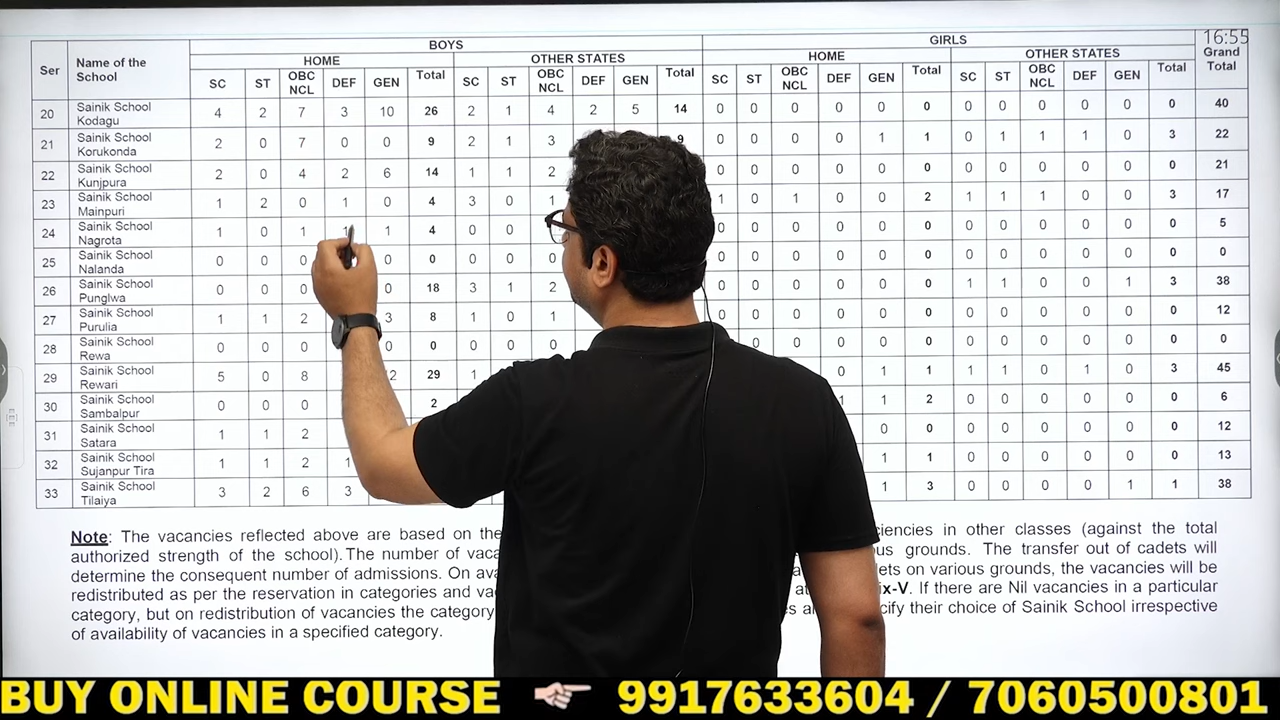 16:55
Ser Name of the School BOYS GIRLS Grand Total
HOME OTHER STATES HOME OTHER STATES
SC ST OBC NCL DEF GEN Total SC ST OBC NCL DEF GEN Total SC ST OBC NCL DEF GEN Total SC ST OBC NCL DEF GEN Total
20 Sainik School Kodagu 4 2 7 3 10 26 2 1 4 2 5 14 0 0 0 0 0 0 0 0 0 0 0 0 40
21 Sainik School Korukonda 2 0 7 0 0 9 2 1 3 9 0 0 0 0 1 1 0 1 1 1 0 3 22
22 Sainik School Kunjpura 2 0 4 2 6 14 1 1 2 0 0 0 0 0 0 0 0 0 0 0 0 21
23 Sainik School Mainpuri 1 2 0 1 0 4 3 0 1 1 0 1 0 0 2 1 1 1 0 0 3 17
24 Sainik School Nagrota 1 0 1 1 4 0 0 0 0 0 0 0 0 0 0 0 0 0 0 5
25 Sainik School Nalanda 0 0 0 0 0 0 0 0 0 0 0 0 0 0 0 0 0 0 0 0
26 Sainik School Punglwa 0 0 0 0 18 3 1 2 0 0 0 0 0 0 1 1 0 0 1 3 38
27 Sainik School Purulia 1 1 2 3 8 1 0 1 0 0 0 0 0 0 0 0 0 0 0 0 12
28 Sainik School Rewa 0 0 0 0 0 0 0 0 0 0 0 0 0 0 0 0 0 0 0 0
29 Sainik School Rewari 5 0 8 29 1 0 1 1 1 1 0 1 0 3 45
30 Sainik School Sambalpur 0 0 0 2 1 1 2 0 0 0 0 0 0 6
31 Sainik School Satara 1 1 2 0 0 0 0 0 0 0 0 0 12
32 Sainik School Sujanpur Tira 1 1 2 1 1 1 0 0 0 0 0 0 13
33 Sainik School Tilaiya 3 2 6 3 1 3 0 0 0 0 1 1 38
Note: The vacancies reflected above are based on the in other classes (against the total
authorized strength of the school). The number of grounds. The transfer out of cadets will
determine the consequent number of admissions. On on various grounds, the vacancies will be
redistributed as per the reservation in categories and If there are Nil vacancies in a particular
category, but on redistribution of vacancies the category their choice of Sainik School irrespective
of availability of vacancies in a specified category.
BUY ONLINE COURSE 9917633604 / 7060500801